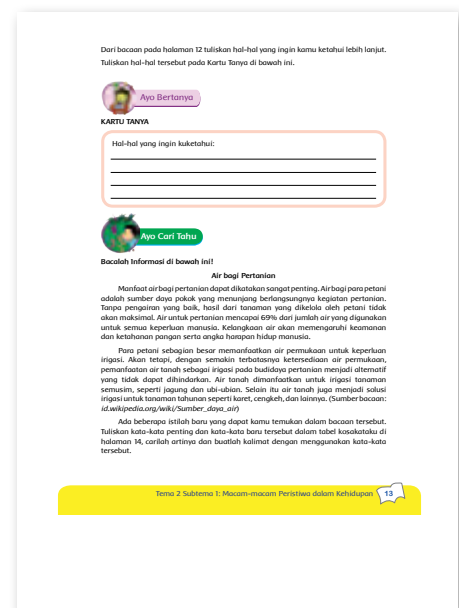 Dari bacaan pada halaman 12 tuliskan hal-hal yang ingin kamu ketahui lebih lanjut.
Tuliskan hal-hal tersebut pada Kartu Tanya di bawah ini.
Ayo Bertanya
KARTU TANYA
Hal-hal yang ingin kuketahui:
Ayo Cari Tahu
Bacalah Informasi di bawah ini!
Air bagi Pertanian
Manfaat air bagi pertanian dapat dikatakan sangat penting. Air bagi para petani
adalah sumber daya pokok yang menunjang berlangsungnya kegiatan pertanian.
Tanpa pengairan yang baik, hasil dari tanaman yang dikelola oleh petani tidak
akan maksimal. Air untuk pertanian mencapai 69% dari jumlah air yang digunakan
untuk semua keperluan manusia. Kelangkaan air akan memengaruhi keamanan
dan ketahanan pangan serta angka harapan hidup manusia.
Para petani sebagian besar memanfaatkan air permukaan untuk keperluan
irigasi. Akan tetapi, dengan semakin terbatasnya ketersediaan air permukaan,
pemanfaatan air tanah sebagai irigasi pada budidaya pertanian menjadi alternatif
yang tidak dapat dihindarkan. Air tanah dimanfaatkan untuk irigasi tanaman
semusim, seperti jagung dan ubi-ubian. Selain itu air tanah juga menjadi solusi
irigasi untuk tanaman tahunan seperti karet, cengkeh, dan lainnya. (Sumber bacaan:
id.wikipedia.org/wiki/Sumber_daya_air)
Ada beberapa istilah baru yang dapat kamu temukan dalam bacaan tersebut.
Tuliskan kata-kata penting dan kata-kata baru tersebut dalam tabel kosakataku di
halaman 14, carilah artinya dan buatlah kalimat dengan menggunakan kata-kata
tersebut.
Tema 2 Subtema 1: Macam-macam Peristiwa dalam Kehidupan 13